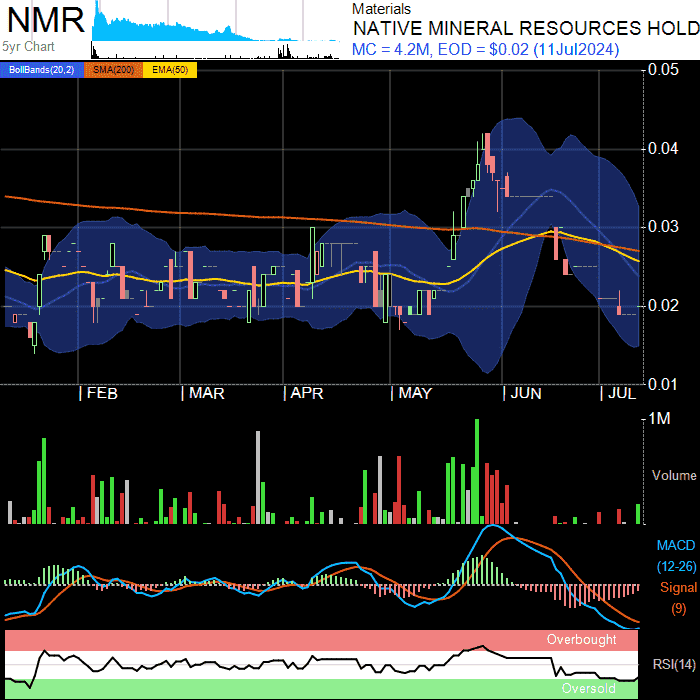 NMR
5yr Chart
Materials
NATIVE MINERAL RESOURCES HOLD
MC = 4.2M, EOD = $0.02 (11Jul2024)
BollBands(20,2) SMA(200) EMA(50)
0.05
0.04
0.03
0.02
0.01
FEB MAR APR MAY JUN JUL
1M
Volume
MACD
(12-26)
Signal
(9)
Overbought
RSI(14)
Oversold